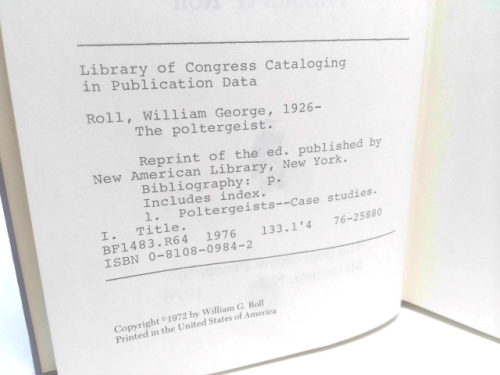 Library of Congress Cataloging
in Publication Data
Roll, William George, 1926-
The poltergeist.
Reprint of the ed. published by
New American Library, New York.
Bibliography: p.
Includes index.
1. Poltergeists--Case studies.
I. Title.
BF1483.R64 1976 133.1'4 76-25880
ISBN 0-8108-0984-2
Copyright ©1972 by William G. Roll
Printed in the United States of America